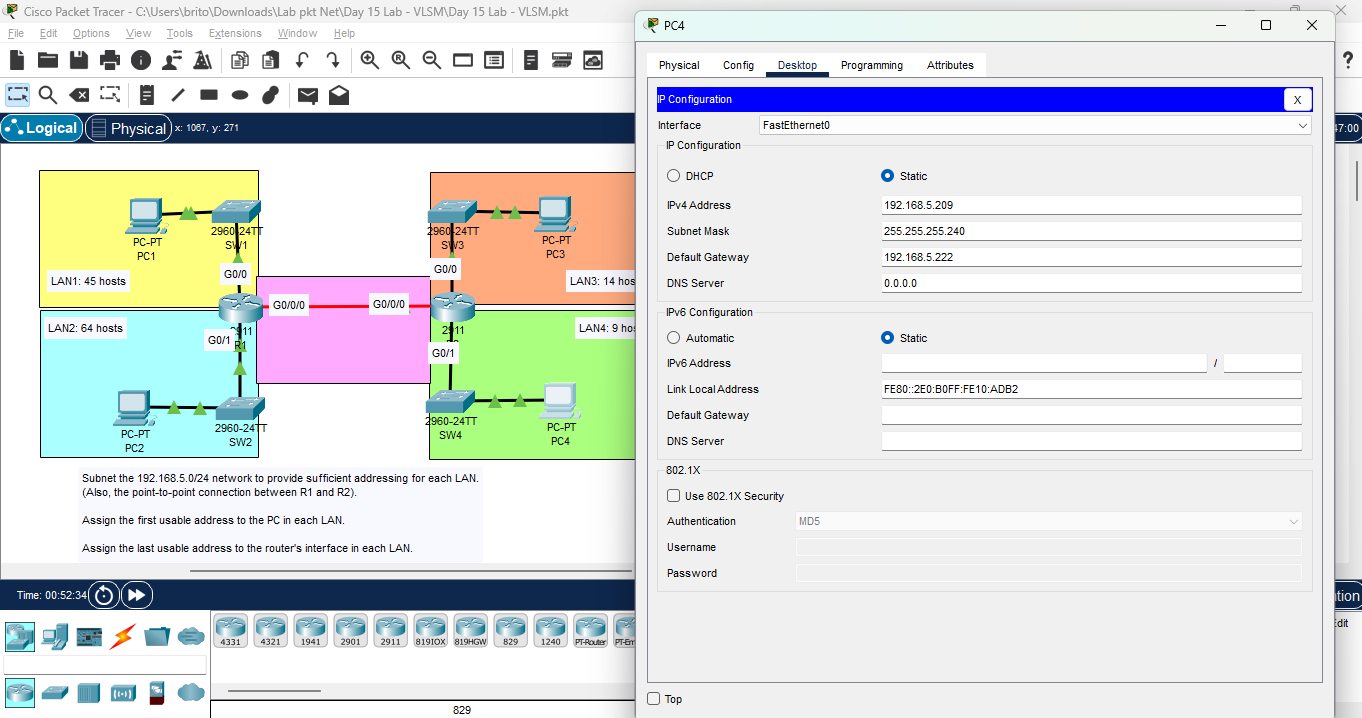 Cisco Packet Tracer - C:\Users\brito\Downloads\Lab pkt Net\Day 15 Lab - VLSM\Day 15 Lab - VLSM.pkt
File Edit Options View Tools Extensions Window Help
Logical Physical x: 1067, y: 271
47:00
PC-PT
PC1
2960-24TT
SW1
G0/0
LAN1: 45 hosts
LAN2: 64 hosts
2911
R1
G0/1
G0/0/0
G0/0/0
PC-PT
PC2
2960-24TT
SW2
2960-24TT
SW3
G0/0
PC-PT
PC3
LAN3: 14 hos
LAN4: 9 hos
2911
G0/1
2960-24TT
SW4
PC-PT
PC4
Subnet the 192.168.5.0/24 network to provide sufficient addressing for each LAN.
(Also, the point-to-point connection between R1 and R2).
Assign the first usable address to the PC in each LAN.
Assign the last usable address to the router's interface in each LAN.
Time: 00:52:34
4331 4321 1941 2901 2911 819IOX 819HGW 829 1240 PT-Router PT-Em
829
PC4
Physical Config Desktop Programming Attributes
IP Configuration
X
Interface FastEthernet0
IP Configuration
DHCP Static
IPv4 Address 192.168.5.209
Subnet Mask 255.255.255.240
Default Gateway 192.168.5.222
DNS Server 0.0.0.0
IPv6 Configuration
Automatic Static
IPv6 Address /
Link Local Address FE80::2E0:B0FF:FE10:ADB2
Default Gateway
DNS Server
802.1X
Use 802.1X Security
Authentication MD5
Username
Password
Top
?
tion
dit